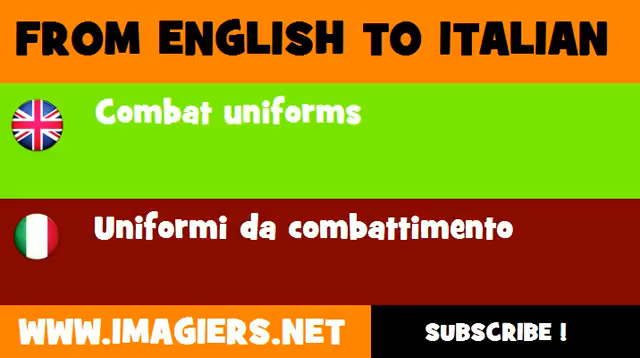 FROM ENGLISH TO ITALIAN
Combat uniforms
Uniformi da combattimento
WWW.IMAGIERS.NET
SUBSCRIBE !